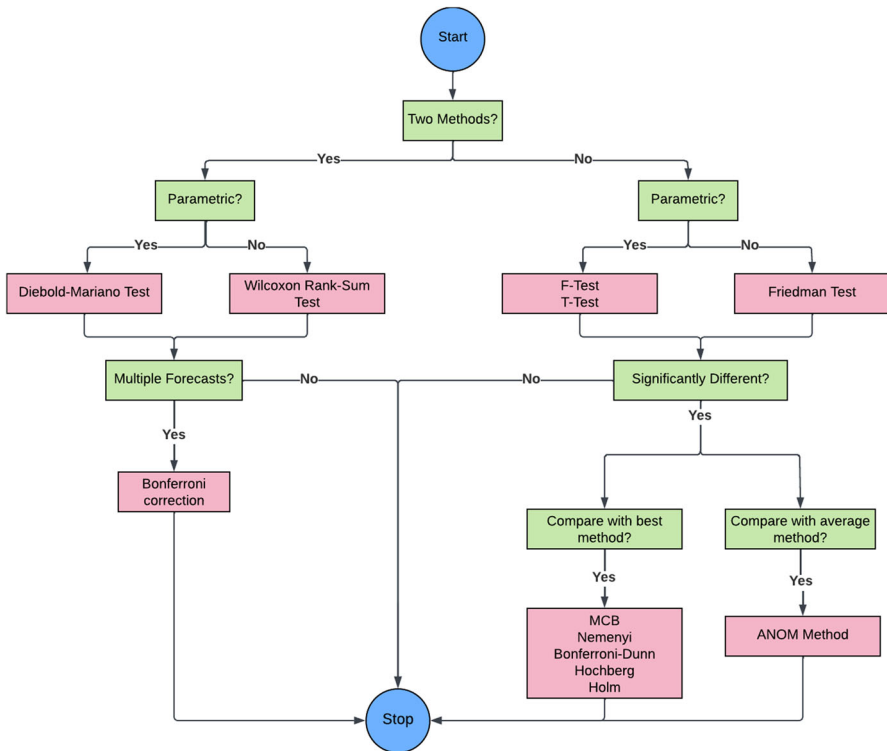 Start
Two Methods?
Yes
No
Parametric?
Parametric?
Yes
No
Yes
No
Diebold-Mariano Test
Wilcoxon Rank-Sum
Test
F-Test
T-Test
Friedman Test
Multiple Forecasts?
No
No
Significantly Different?
Yes
Yes
Bonferroni
correction
Compare with best
method?
Compare with average
method?
Yes
Yes
MCB
Nemenyi
Bonferroni-Dunn
Hochberg
Holm
ANOM Method
Stop